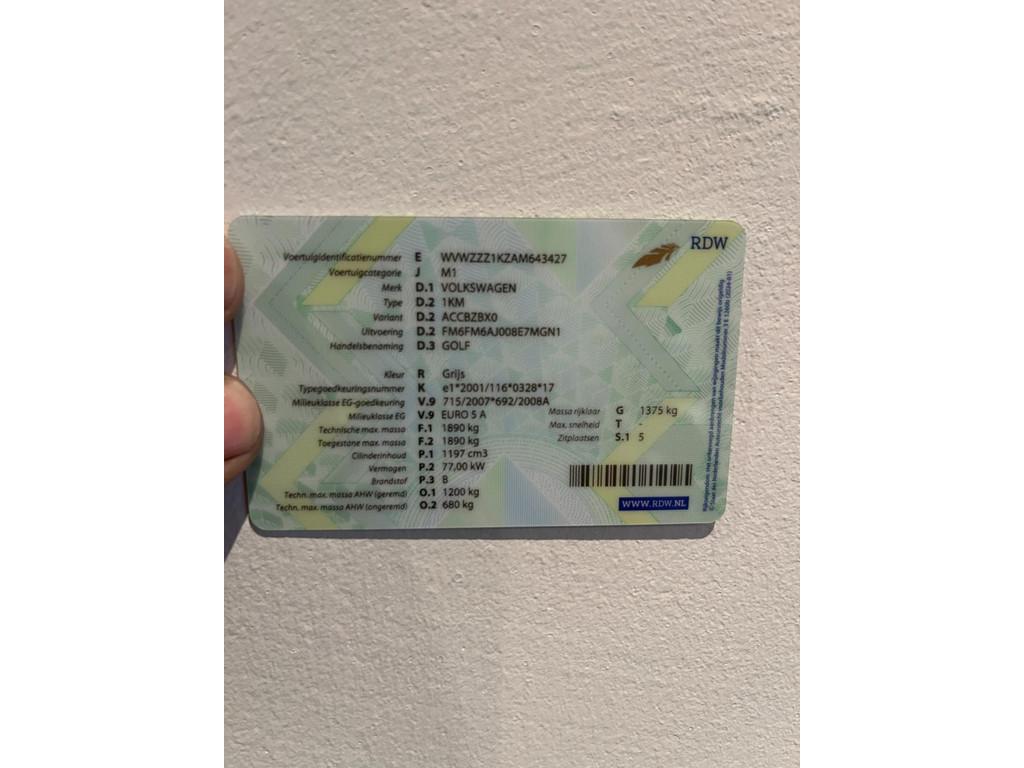 RDW
Voertuigidentificatienummer E WVWZZZ1KZAM643427
Voertuigcategorie J M1
Merk D.1 VOLKSWAGEN
Type D.2 1KM
Variant D.2 ACCBZBX0
Uitvoering D.2 FM6FM6AJ008E7MGN1
Handelsbenaming D.3 GOLF
Kleur R Grijs
Typegoedkeuringsnummer K e1*2001/116*0328*17
Milieuklasse EG-goedkeuring V.9 715/2007*692/2008A
Milieuklasse EG V.9 EURO 5 A
Technische max. massa F.1 1890 kg
Toegestane max. massa F.2 1890 kg
Cilinderinhoud P.1 1197 cm3
Vermogen P.2 77,00 kW
Brandstof P.3 B
Techn. max. massa AHW (geremd) O.1 1200 kg
Techn. max. massa AHW (ongeremd) O.2 680 kg
Massa rijklaar G 1375 kg
Max. snelheid T -
Zitplaatsen S.1 5
WWW.RDW.NL